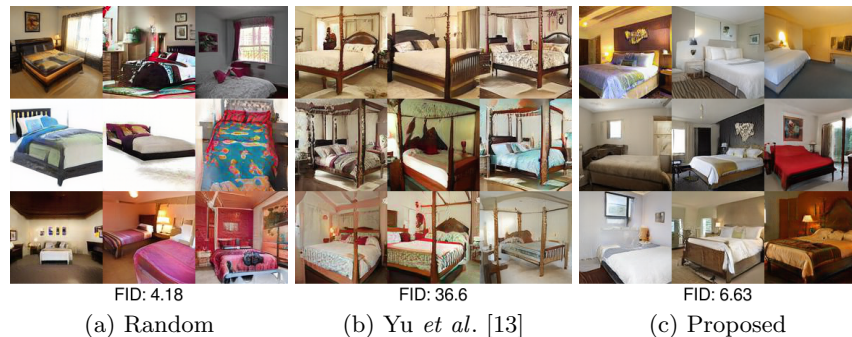 FID: 4.18 FID: 36.6 FID: 6.63
(a) Random (b) Yu et al. [13] (c) Proposed